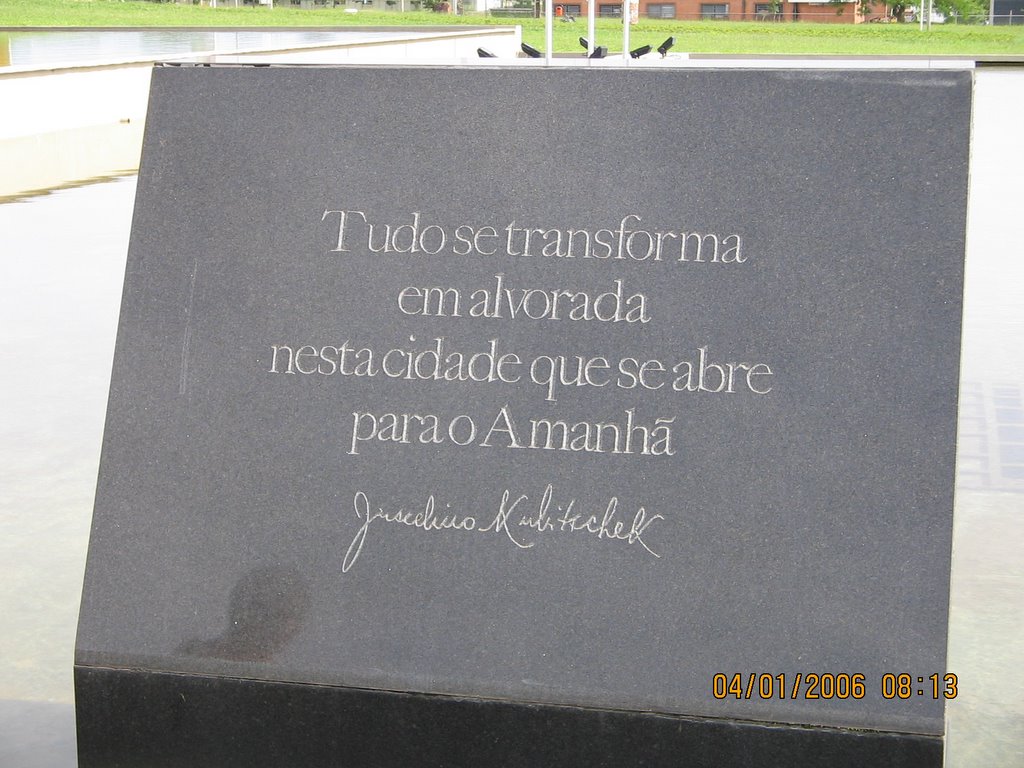 Tudo se transforma
em alvorada
nesta cidade que se abre
para o Amanhã
Juscelino Kubitschek
04/01/2006 08:13